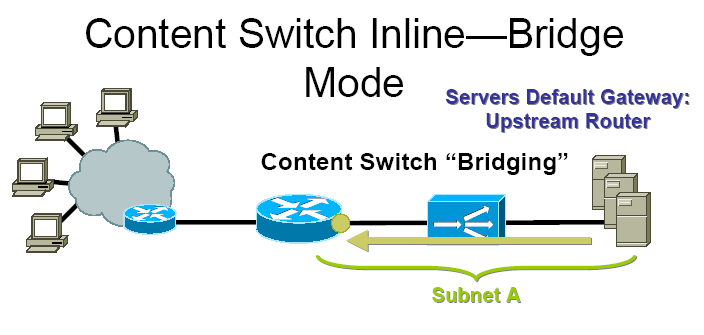 Content Switch Inline—Bridge
Mode
Servers Default Gateway:
Upstream Router
Content Switch “Bridging”
Subnet A